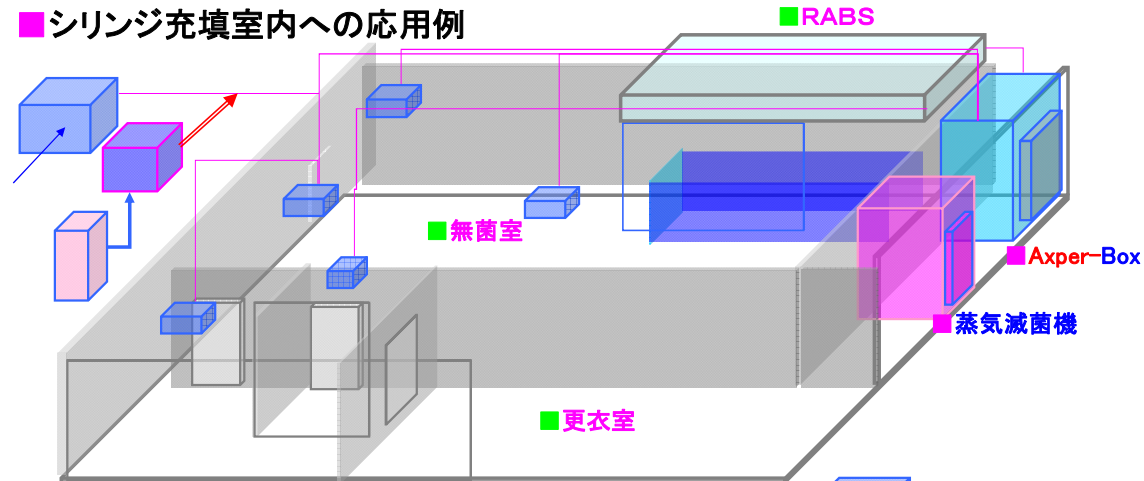 ■シリンジ充填室内への応用例
■RABS
■無菌室
■Axper-Box
■蒸気滅菌機
■更衣室